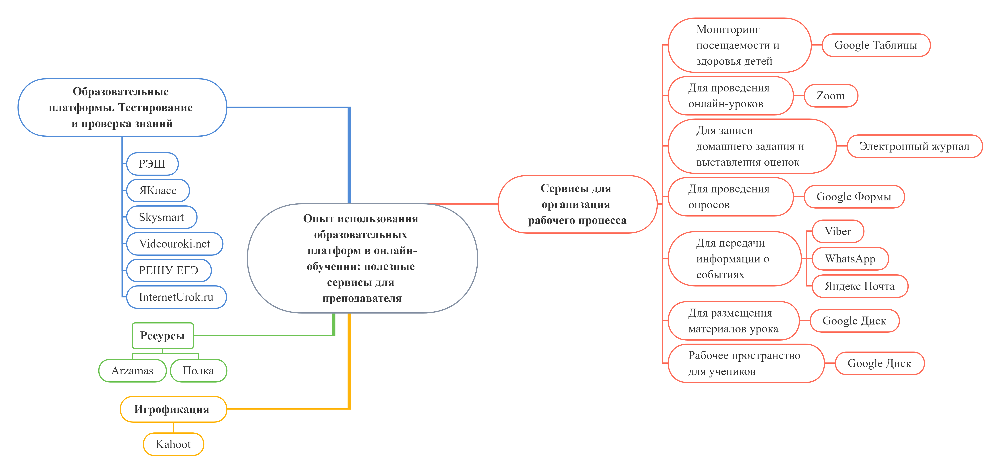 Опыт использования
образовательных
платформ в онлайн-
обучении: полезные
сервисы для
преподавателя
Образовательные
платформы. Тестирование
и проверка знаний
РЭШ
ЯКласс
Skysmart
Videouroki.net
РЕШУ ЕГЭ
InternetUrok.ru
Ресурсы
Arzamas
Полка
Игрофикация
Kahoot
Сервисы для
организация
рабочего процесса
Мониторинг
посещаемости и
здоровья детей
Google Таблицы
Для проведения
онлайн-уроков
Zoom
Для записи
домашнего задания и
выставления оценок
Электронный журнал
Для проведения
опросов
Google Формы
Для передачи
информации о
событиях
Viber
WhatsApp
Яндекс Почта
Для размещения
материалов урока
Google Диск
Рабочее пространство
для учеников
Google Диск